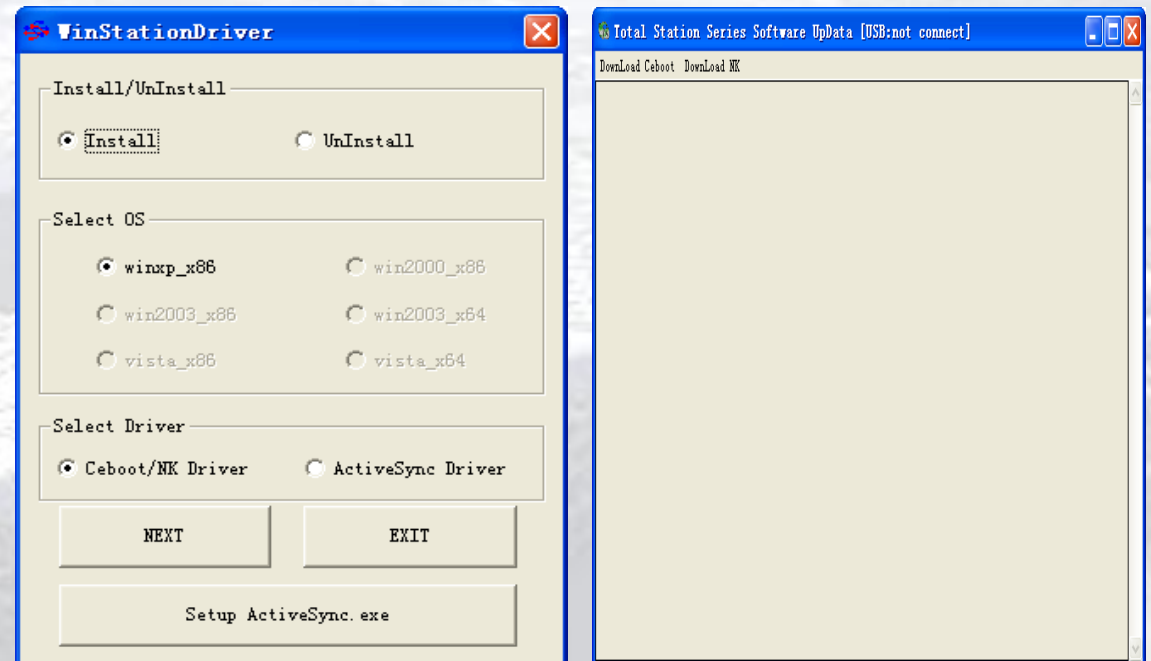 WinStationDriver
Install/UnInstall
Install UnInstall
Select OS
winxp_x86 win2000_x86
win2003_x86 win2003_x64
vista_x86 vista_x64
Select Driver
Ceboot/NK Driver ActiveSync Driver
NEXT EXIT
Setup ActiveSync.exe
Total Station Series Software UpData [USB:not connect]
DownLoad Ceboot DownLoad NK